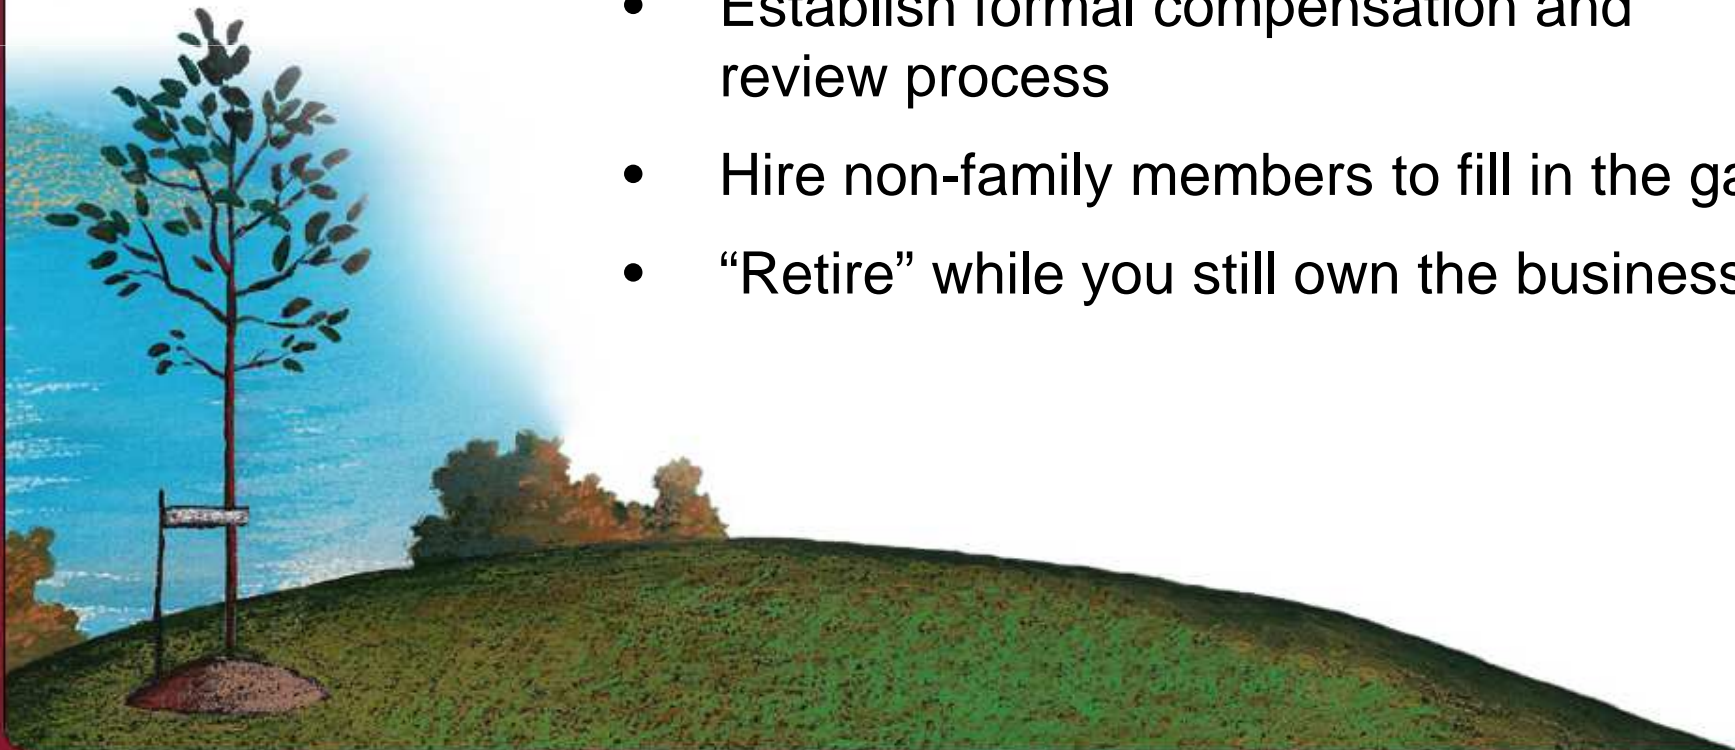 • Establish formal compensation and
review process
• Hire non-family members to fill in the
• “Retire” while you still own the business